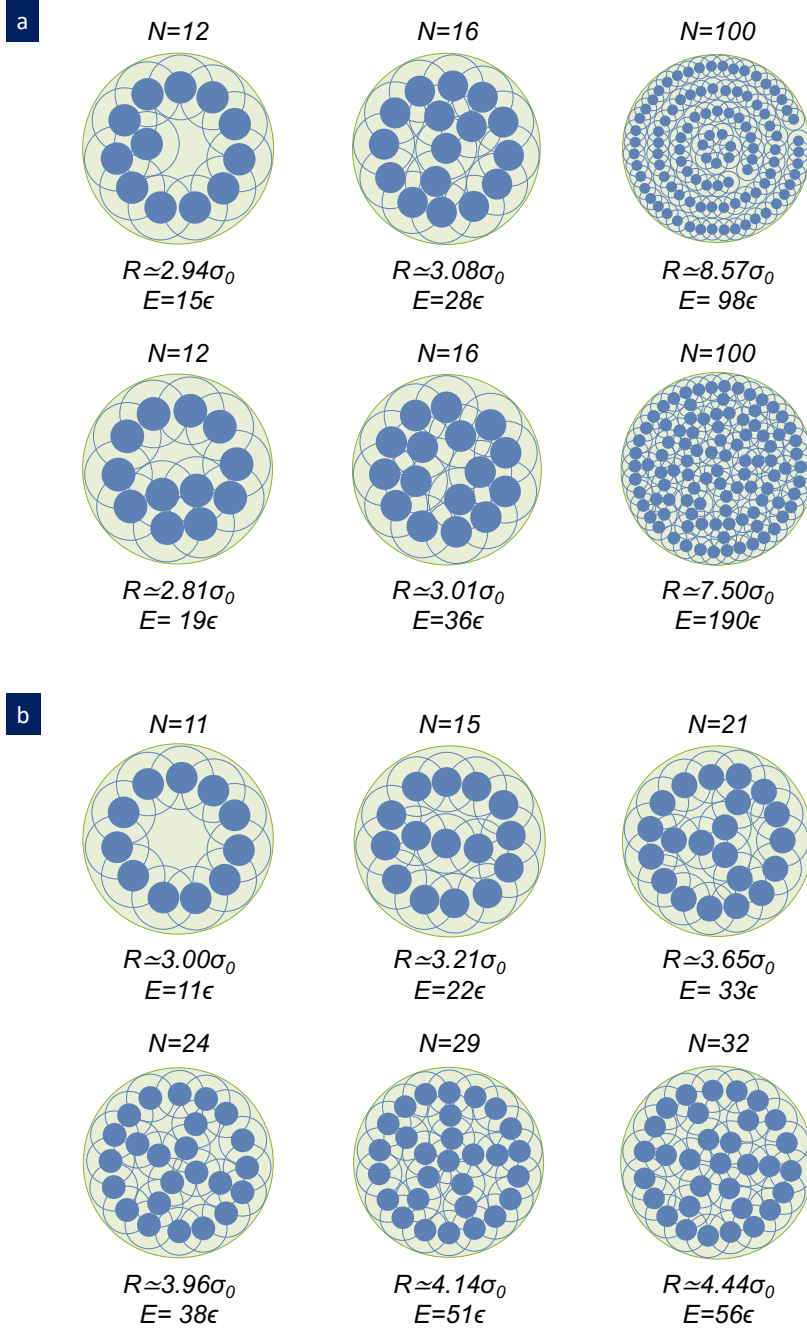 a
N=12 N=16 N=100
R≃2.94σ₀ R≃3.08σ₀ R≃8.57σ₀
E=15ϵ E=28ϵ E= 98ϵ
N=12 N=16 N=100
R≃2.81σ₀ R≃3.01σ₀ R≃7.50σ₀
E= 19ϵ E=36ϵ E=190ϵ
b
N=11 N=15 N=21
R≃3.00σ₀ R≃3.21σ₀ R≃3.65σ₀
E=11ϵ E=22ϵ E= 33ϵ
N=24 N=29 N=32
R≃3.96σ₀ R≃4.14σ₀ R≃4.44σ₀
E= 38ϵ E=51ϵ E=56ϵ